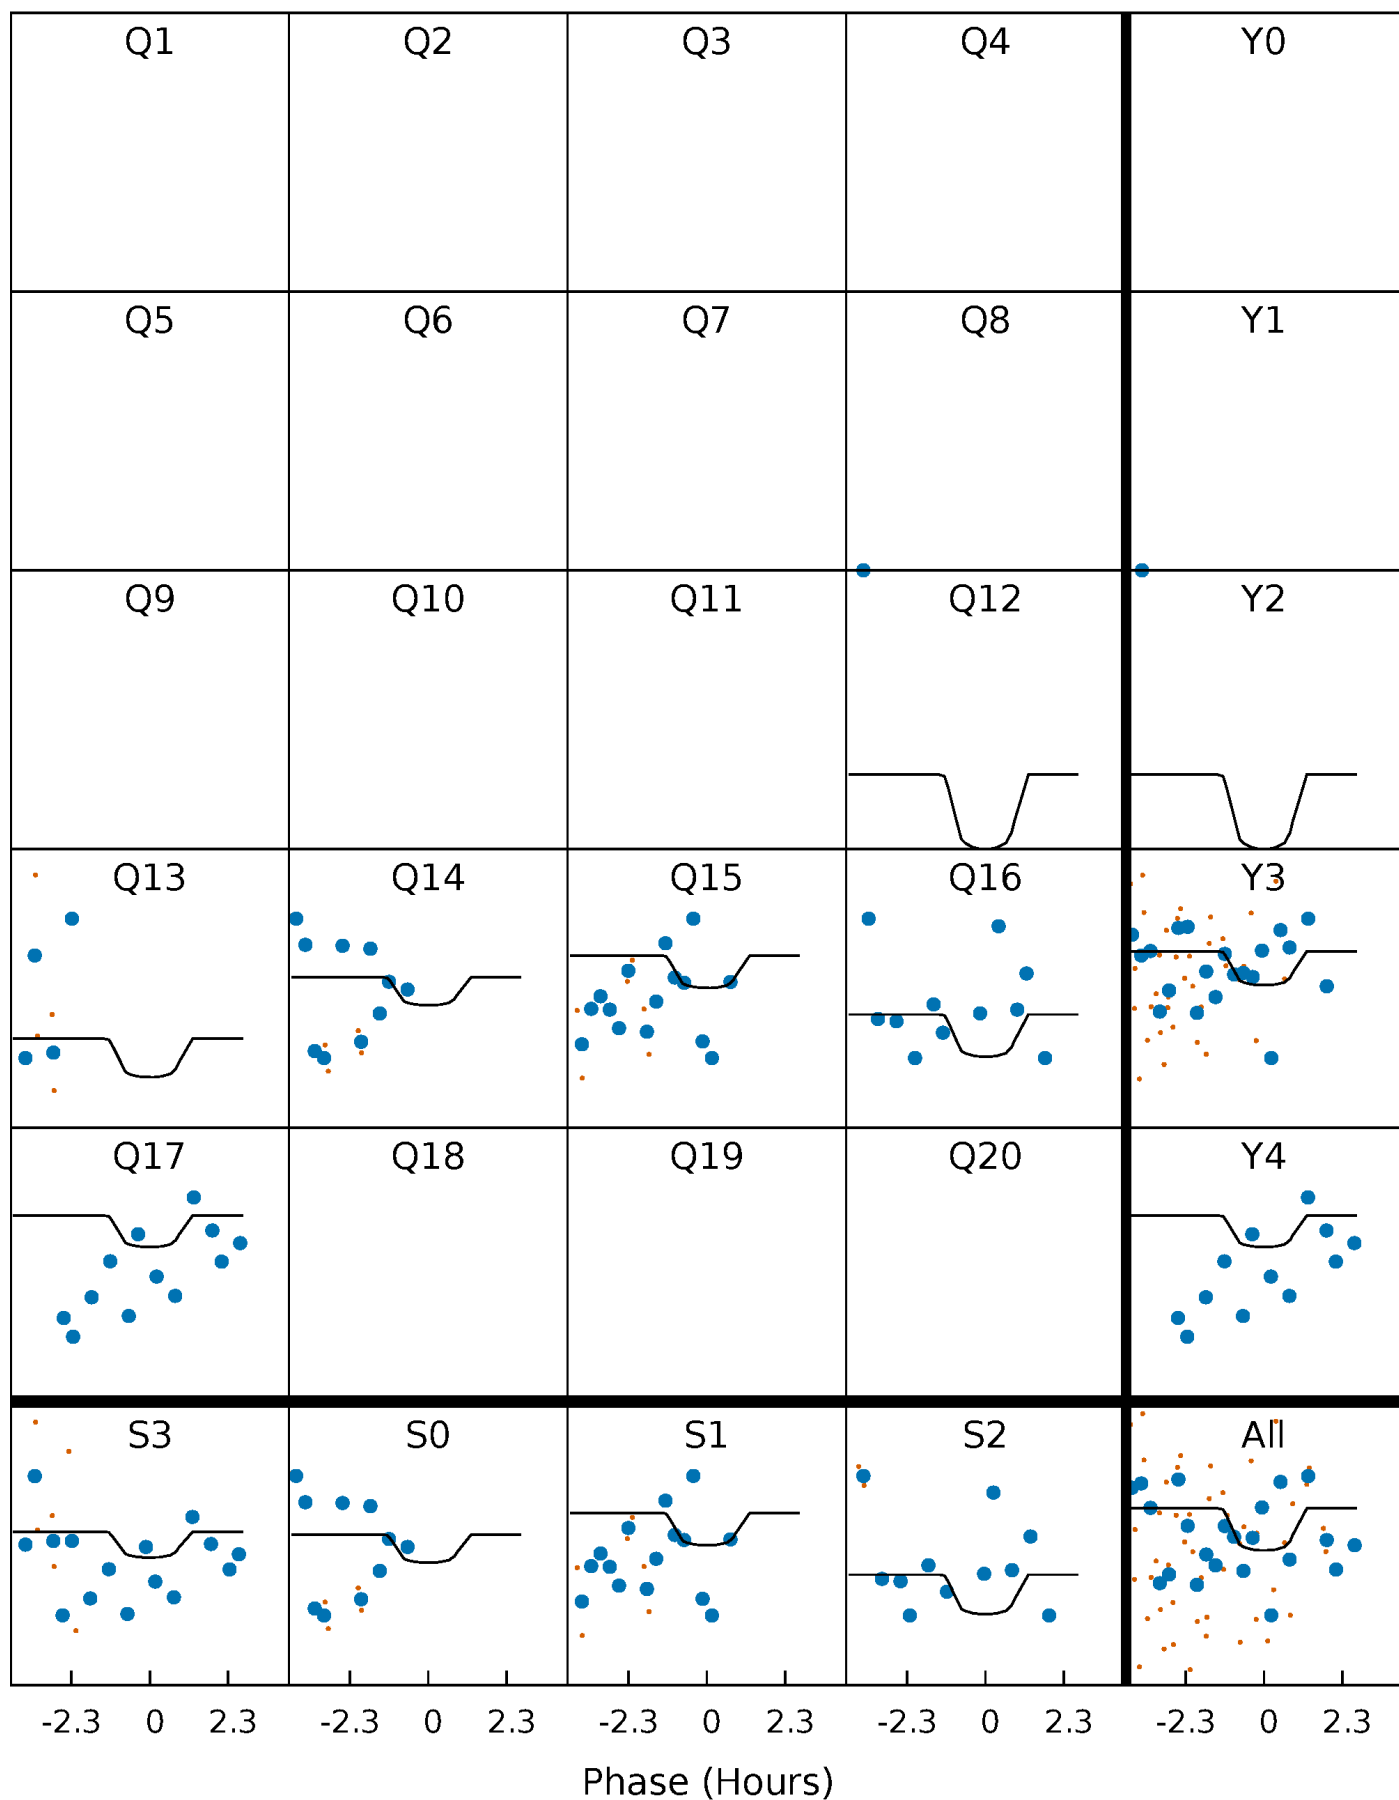 Q1 Q2 Q3 Q4 Y0
Q5 Q6 Q7 Q8 Y1
Q9 Q10 Q11 Q12 Y2
Q13 Q14 Q15 Q16 Y3
Q17 Q18 Q19 Q20 Y4
S3 S0 S1 S2 All
-2.3 0 2.3 -2.3 0 2.3 -2.3 0 2.3 -2.3 0 2.3 -2.3 0 2.3
Phase (Hours)